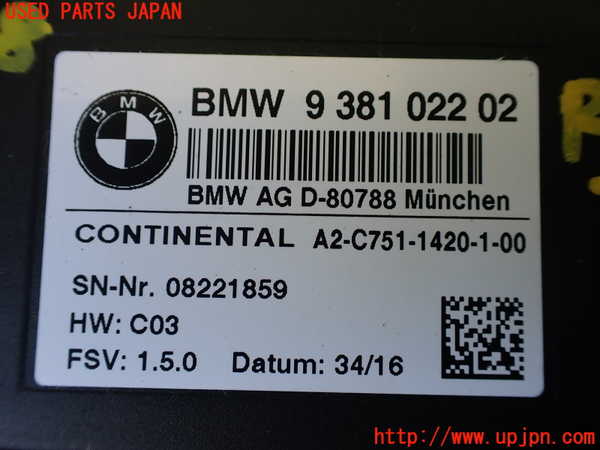 USED PARTS JAPAN
BMW
BMW 9 381 022 02
BMW AG D-80788 München
CONTINENTAL A2-C751-1420-1-00
SN-Nr. 08221859
HW: C03
FSV: 1.5.0 Datum: 34/16
http://www.upjpn.com/